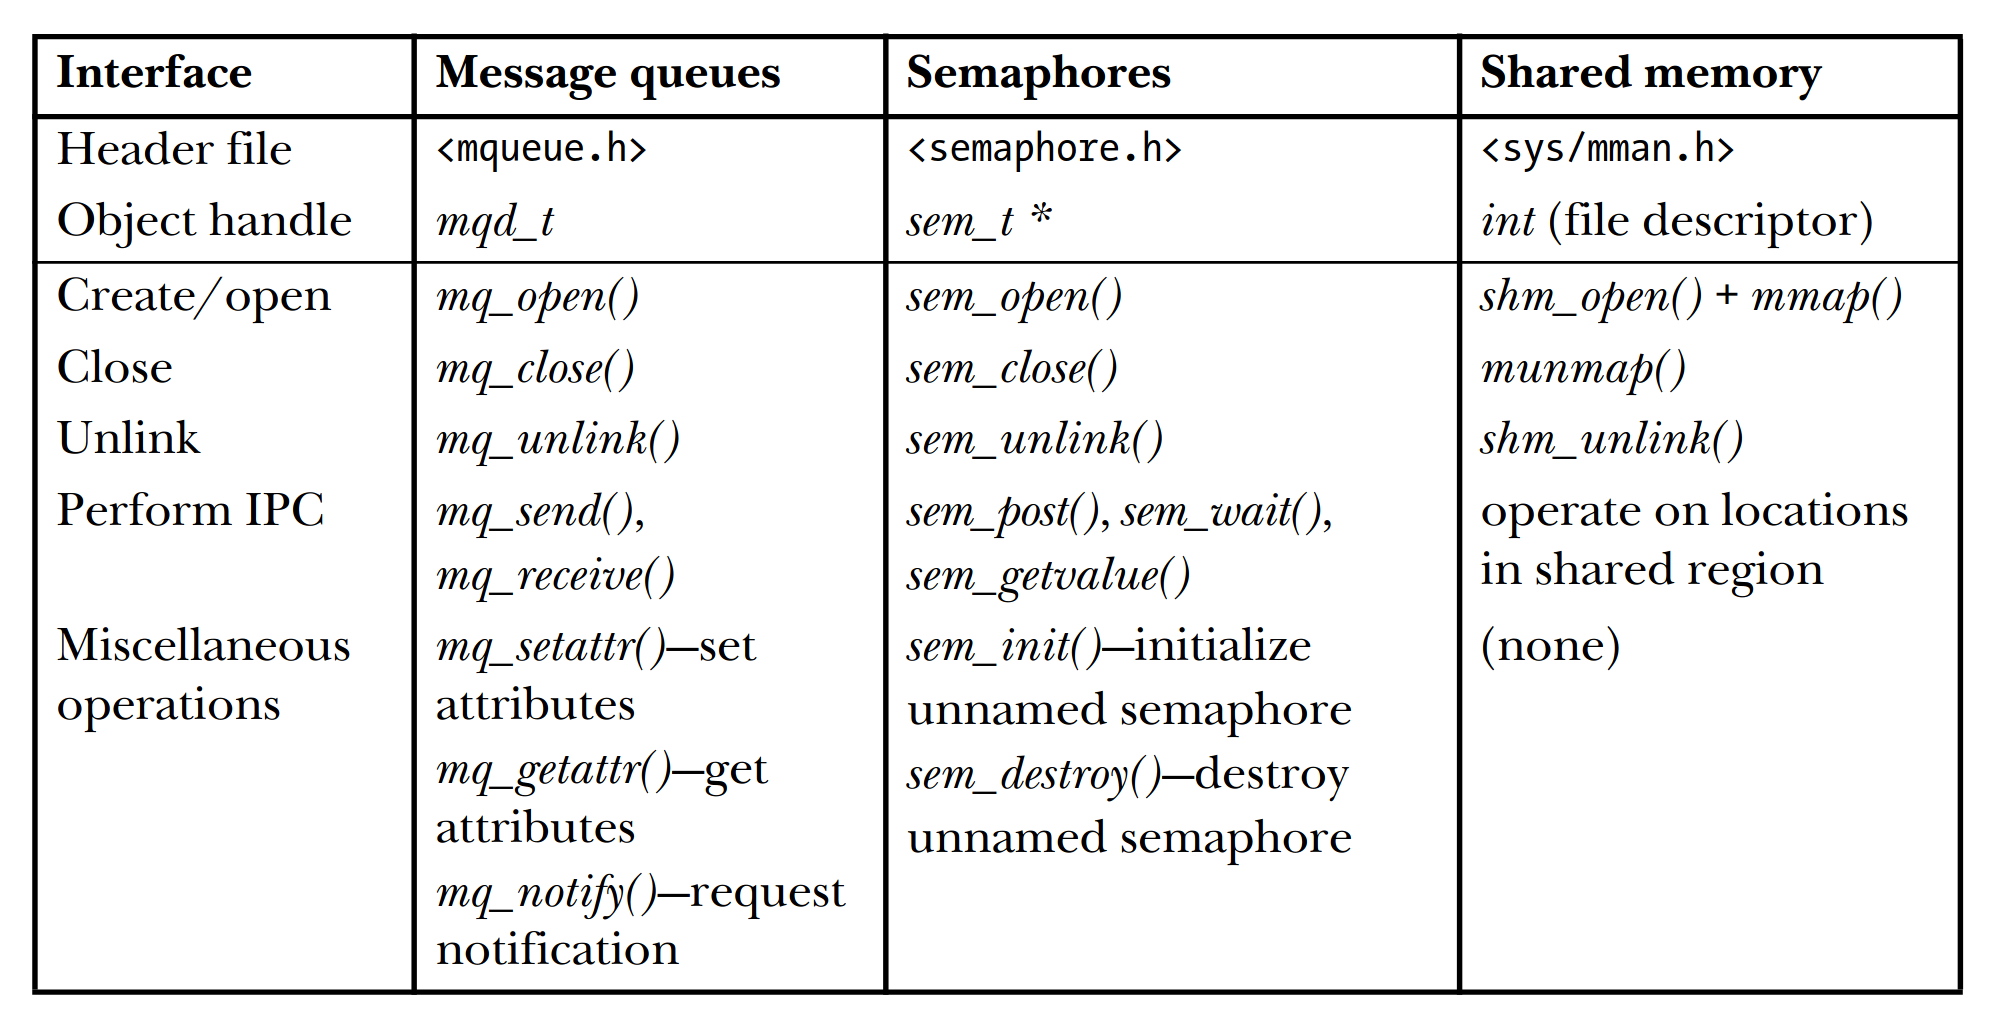 Interface Message queues Semaphores Shared memory
Header file <mqueue.h> <semaphore.h> <sys/mman.h>
Object handle mqd_t sem_t * int (file descriptor)
Create/open mq_open() sem_open() shm_open() + mmap()
Close mq_close() sem_close() munmap()
Unlink mq_unlink() sem_unlink() shm_unlink()
Perform IPC mq_send(), sem_post(), sem_wait(), operate on locations
mq_receive() sem_getvalue() in shared region
Miscellaneous mq_setattr()—set sem_init()—initialize (none)
operations attributes unnamed semaphore
mq_getattr()—get sem_destroy()—destroy
attributes unnamed semaphore
mq_notify()—request
notification